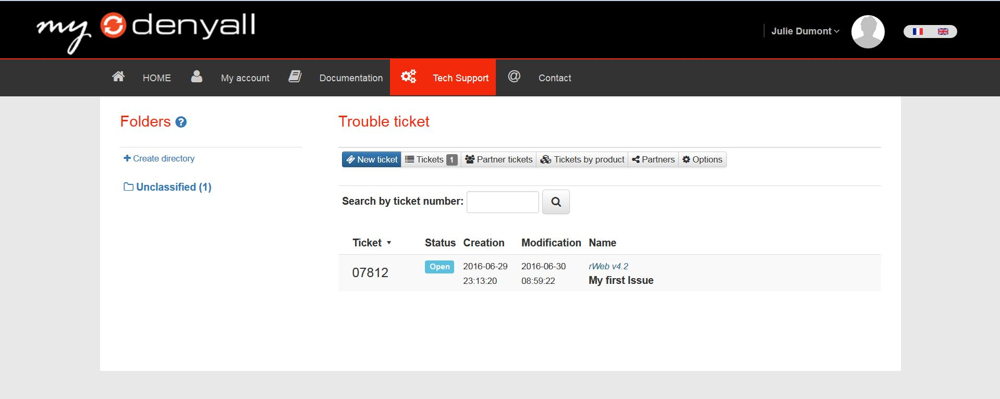 my denyall
Julie Dumont
HOME My account Documentation Tech Support @ Contact
Folders ?
Trouble ticket
+ Create directory
New ticket Tickets 1 Partner tickets Tickets by product Partners Options
Unclassified (1)
Search by ticket number:
Ticket Status Creation Modification Name
07812 Open 2016-06-29 2016-06-30 rWeb v4.2
23:13:20 08:59:22 My first Issue